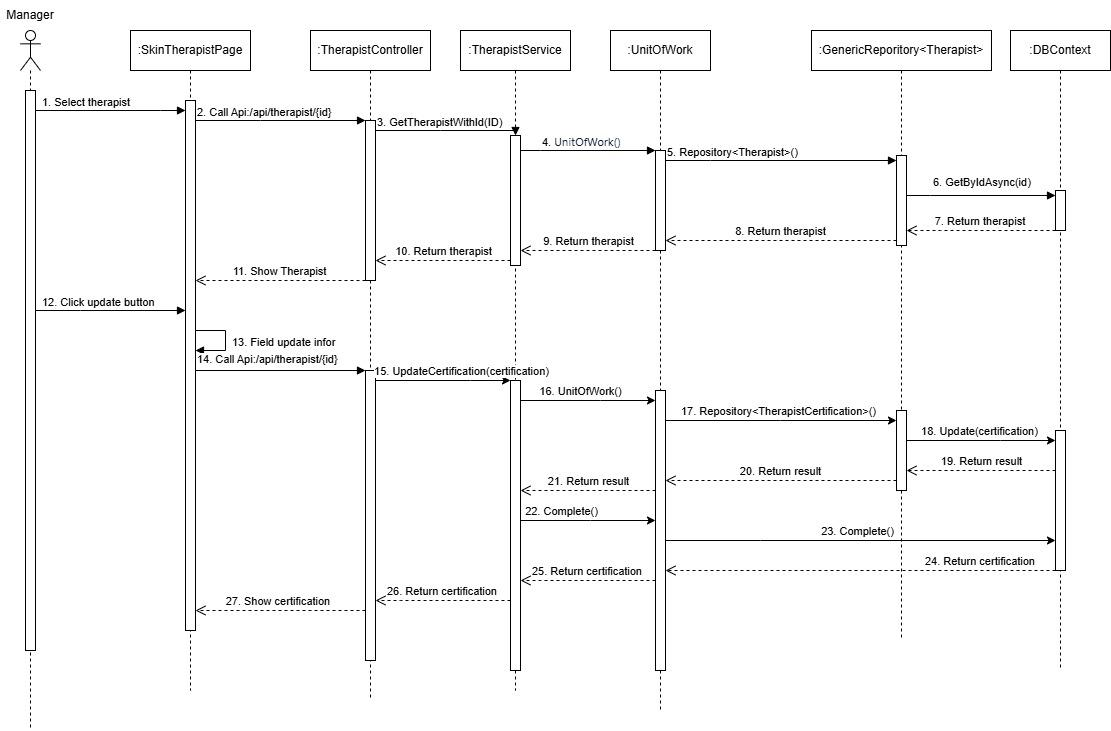 Manager
:SkinTherapistPage
:TherapistController
:TherapistService
:UnitOfWork
:GenericReporitory<Therapist>
:DBContext
1. Select therapist
2. Call Api:/api/therapist/{id}
3. GetTherapistWithId(ID)
4. UnitOfWork()
5. Repository<Therapist>()
6. GetByIdAsync(id)
7. Return therapist
8. Return therapist
9. Return therapist
10. Return therapist
11. Show Therapist
12. Click update button
13. Field update infor
14. Call Api:/api/therapist/{id}
15. UpdateCertification(certification)
16. UnitOfWork()
17. Repository<TherapistCertification>()
18. Update(certification)
19. Return result
20. Return result
21. Return result
22. Complete()
23. Complete()
24. Return certification
25. Return certification
26. Return certification
27. Show certification